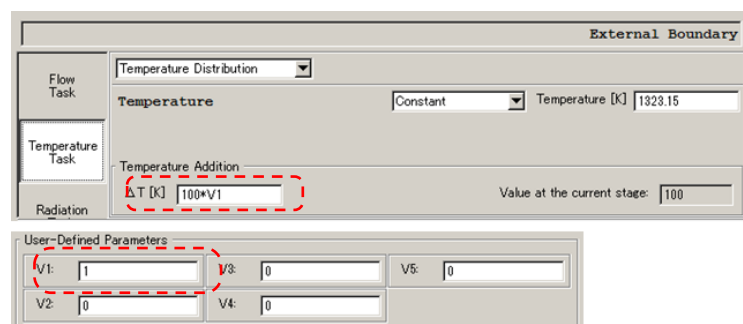 External Boundary
Flow
Task
Temperature Distribution
Temperature Constant Temperature [K] 1323.15
Temperature
Task
Temperature Addition
ΔT [K] 100*V1 Value at the current stage: 100
Radiation
User-Defined Parameters
V1: 1 V3: 0 V5: 0
V2: 0 V4: 0